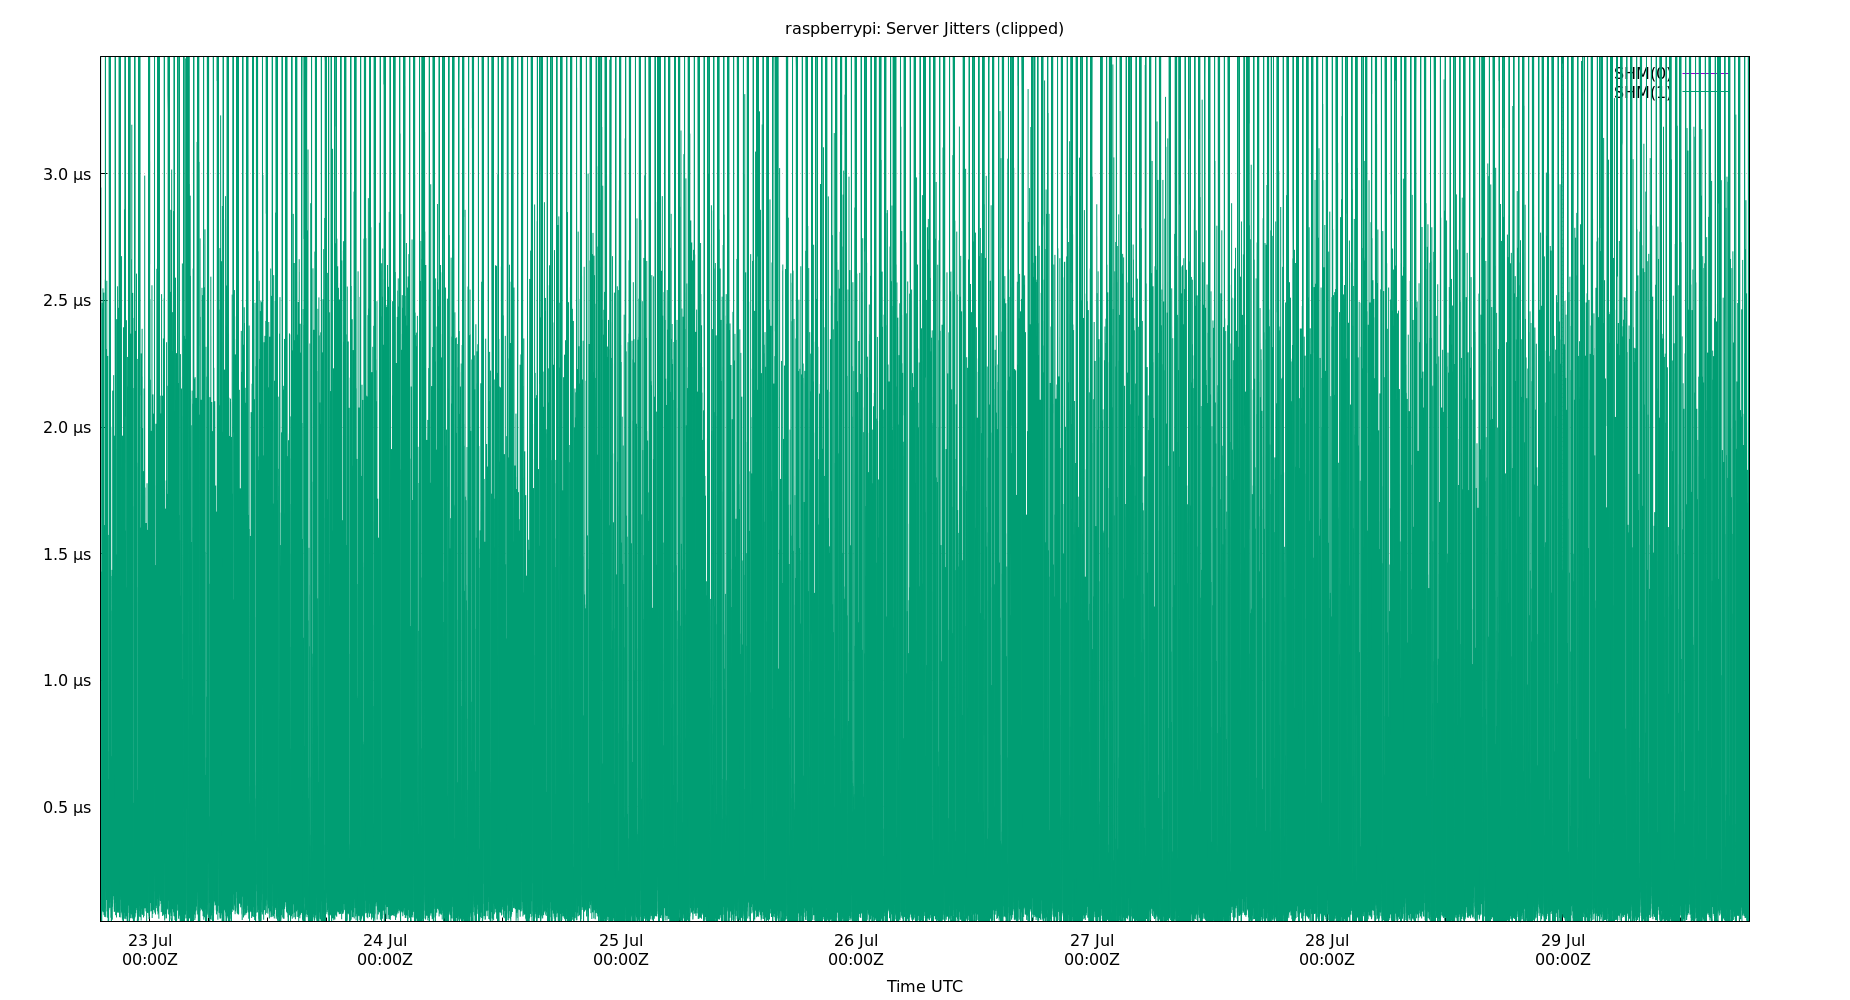 raspberrypi: Server Jitters (clipped)
SHM(0)
SHM(1)
3.0 µs
2.5 µs
2.0 µs
1.5 µs
1.0 µs
0.5 µs
23 Jul 24 Jul 25 Jul 26 Jul 27 Jul 28 Jul 29 Jul
00:00Z 00:00Z 00:00Z 00:00Z 00:00Z 00:00Z 00:00Z
Time UTC